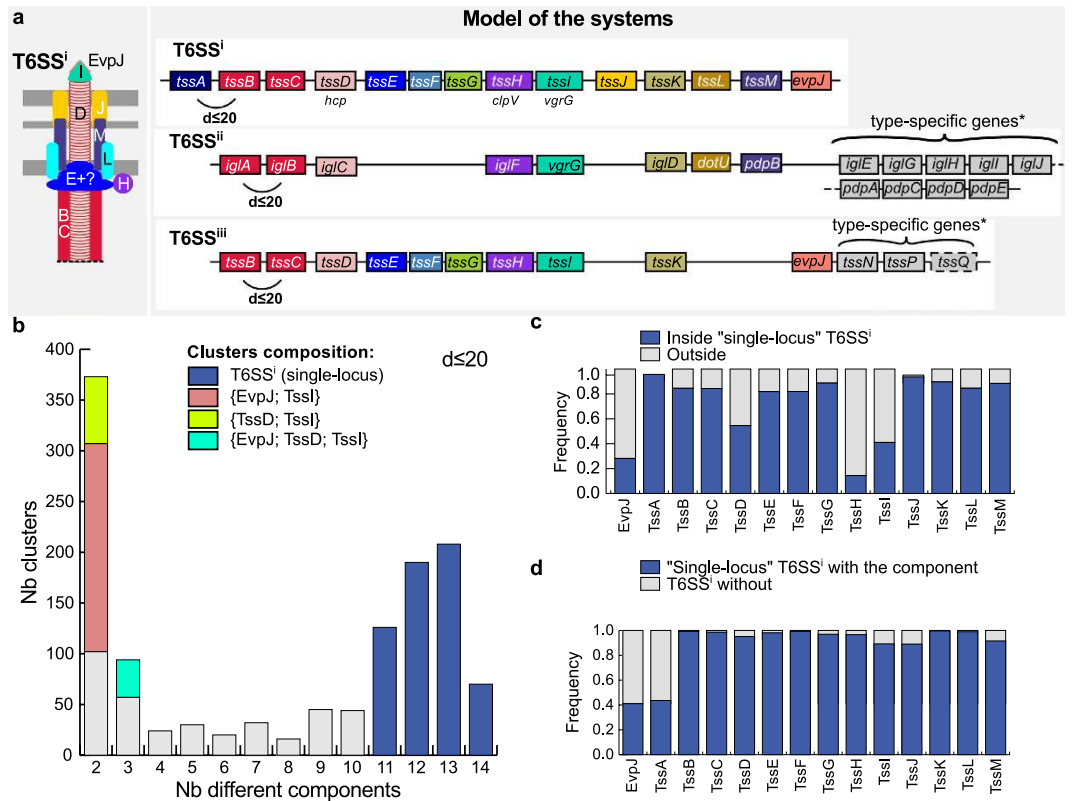 a
Model of the systems
T6SSⁱ EvpJ
I
D
J
M
L
E+?
H
B
C
T6SSⁱ
tssA tssB tssC tssD tssE tssF tssG tssH tssI tssJ tssK tssL tssM evpJ
hcp clpV vgrG
d≤20
T6SSⁱⁱ
type-specific genes*
iglA iglB iglC iglF vgrG iglD dotU pdpB iglE iglG iglH iglI iglJ
pdpA pdpC pdpD pdpE
d≤20
T6SSⁱⁱⁱ
type-specific genes*
tssB tssC tssD tssE tssF tssG tssH tssI tssK evpJ tssN tssP tssQ
d≤20
b
Clusters composition:
d≤20
T6SSⁱ (single-locus)
{EvpJ; TssI}
{TssD; TssI}
{EvpJ; TssD; TssI}
Nb clusters
400
350
300
250
200
150
100
50
0
2 3 4 5 6 7 8 9 10 11 12 13 14
Nb different components
c
Inside "single-locus" T6SSⁱ
Outside
Frequency
1.0
0.8
0.6
0.4
0.2
0.0
EvpJ TssA TssB TssC TssD TssE TssF TssG TssH TssI TssJ TssK TssL TssM
d
"Single-locus" T6SSⁱ with the component
T6SSⁱ without
Frequency
1.0
0.8
0.6
0.4
0.2
0.0
EvpJ TssA TssB TssC TssD TssE TssF TssG TssH TssI TssJ TssK TssL TssM